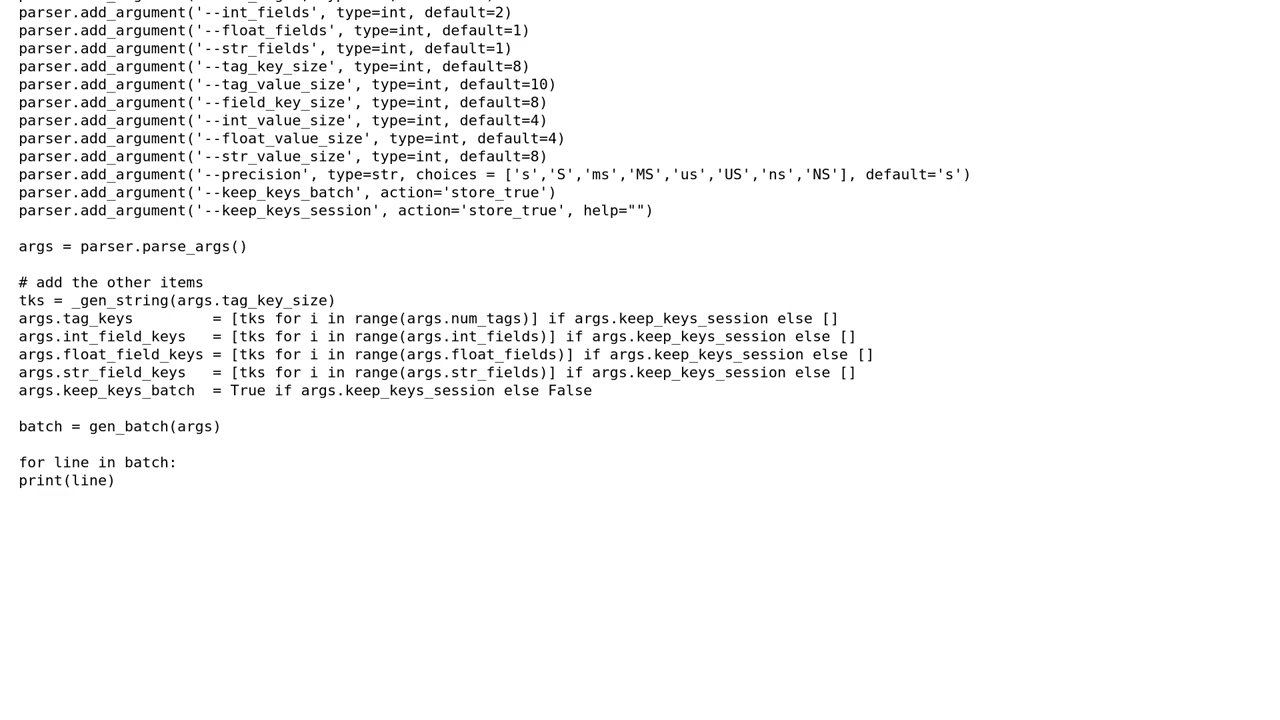 parser.add_argument('--int_fields', type=int, default=2)
parser.add_argument('--float_fields', type=int, default=1)
parser.add_argument('--str_fields', type=int, default=1)
parser.add_argument('--tag_key_size', type=int, default=8)
parser.add_argument('--tag_value_size', type=int, default=10)
parser.add_argument('--field_key_size', type=int, default=8)
parser.add_argument('--int_value_size', type=int, default=4)
parser.add_argument('--float_value_size', type=int, default=4)
parser.add_argument('--str_value_size', type=int, default=8)
parser.add_argument('--precision', type=str, choices = ['s','S','ms','MS','us','US','ns','NS'], default='s')
parser.add_argument('--keep_keys_batch', action='store_true')
parser.add_argument('--keep_keys_session', action='store_true', help="")
args = parser.parse_args()
# add the other items
tks = _gen_string(args.tag_key_size)
args.tag_keys         = [tks for i in range(args.num_tags)] if args.keep_keys_session else []
args.int_field_keys   = [tks for i in range(args.int_fields)] if args.keep_keys_session else []
args.float_field_keys = [tks for i in range(args.float_fields)] if args.keep_keys_session else []
args.str_field_keys   = [tks for i in range(args.str_fields)] if args.keep_keys_session else []
args.keep_keys_batch  = True if args.keep_keys_session else False
batch = gen_batch(args)
for line in batch:
print(line)